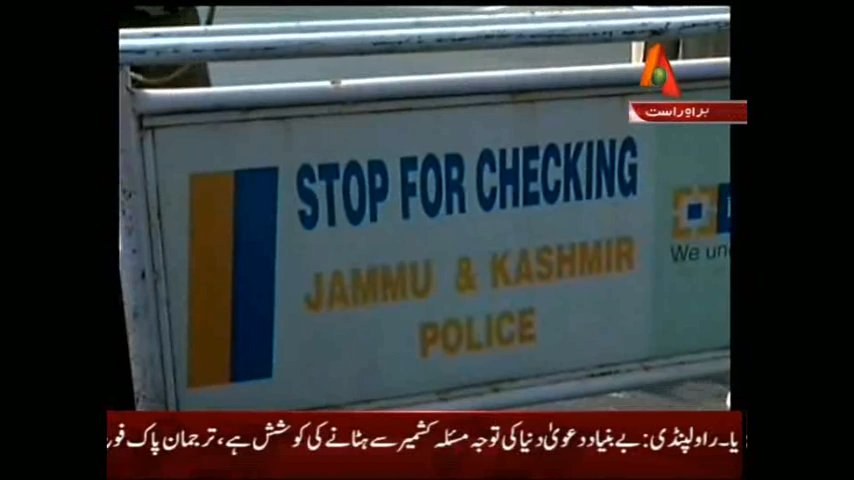 براہ راست
STOP FOR CHECKING
JAMMU & KASHMIR
POLICE
We un
یا۔ راولپنڈی: بے بنیاد دعویٰ دنیا کی توجہ مسئلہ کشمیر سے ہٹانے کی کوشش ہے، ترجمان پاک فور